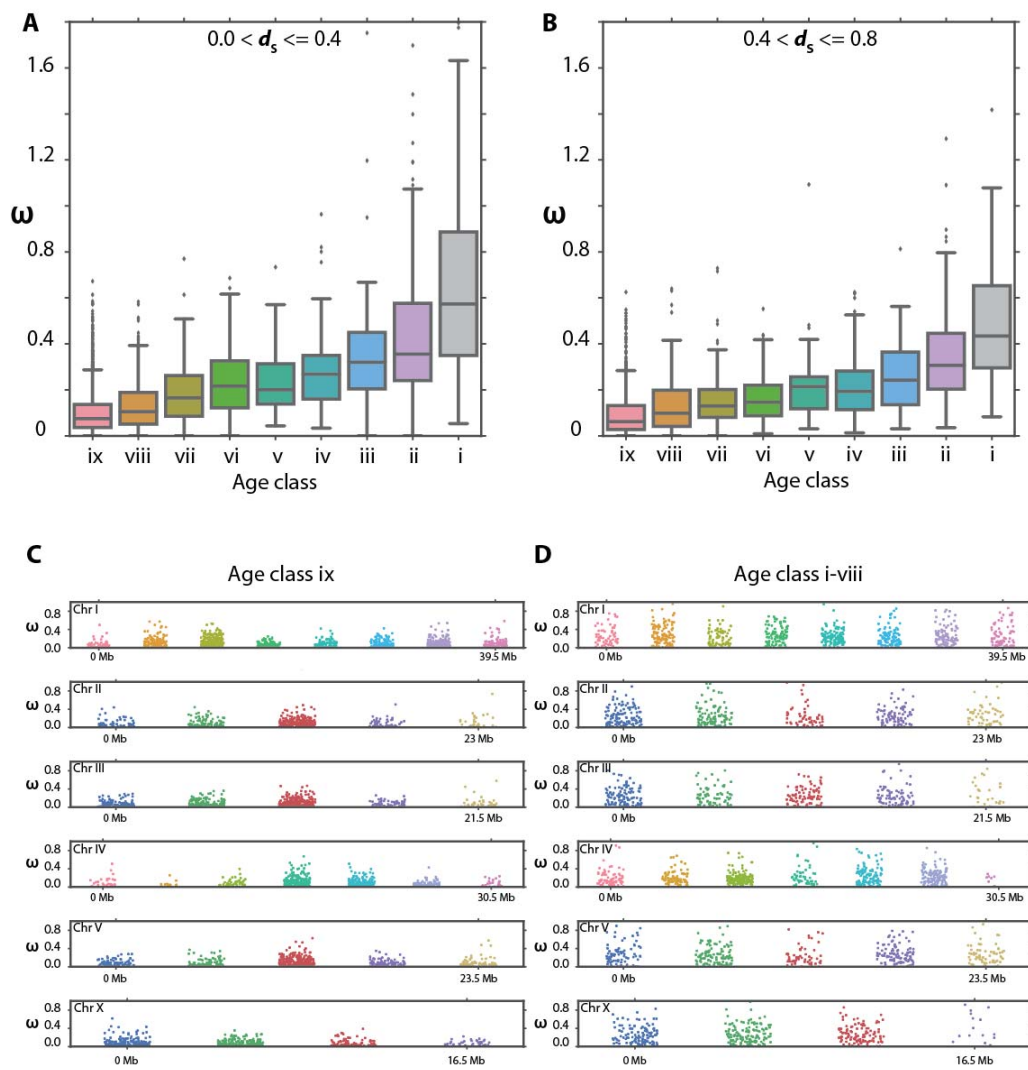 A
0.0 < ds <= 0.4
1.6
1.2
ω
0.8
0.4
0
ix viii vii vi v iv iii ii i
Age class
B
0.4 < ds <= 0.8
1.6
1.2
ω
0.8
0.4
0
ix viii vii vi v iv iii ii i
Age class
C
Age class ix
Chr I
ω 0.8
0.4
0.0
0 Mb 39.5 Mb
Chr II
ω 0.8
0.4
0.0
0 Mb 23 Mb
Chr III
ω 0.8
0.4
0.0
0 Mb 21.5 Mb
Chr IV
ω 0.8
0.4
0.0
0 Mb 30.5 Mb
Chr V
ω 0.8
0.4
0.0
0 Mb 23.5 Mb
Chr X
ω 0.8
0.4
0.0
0 Mb 16.5 Mb
D
Age class i-viii
Chr I
ω 0.8
0.4
0.0
0 Mb 39.5 Mb
Chr II
ω 0.8
0.4
0.0
0 Mb 23 Mb
Chr III
ω 0.8
0.4
0.0
0 Mb 21.5 Mb
Chr IV
ω 0.8
0.4
0.0
0 Mb 30.5 Mb
Chr V
ω 0.8
0.4
0.0
0 Mb 23.5 Mb
Chr X
ω 0.8
0.4
0.0
0 Mb 16.5 Mb